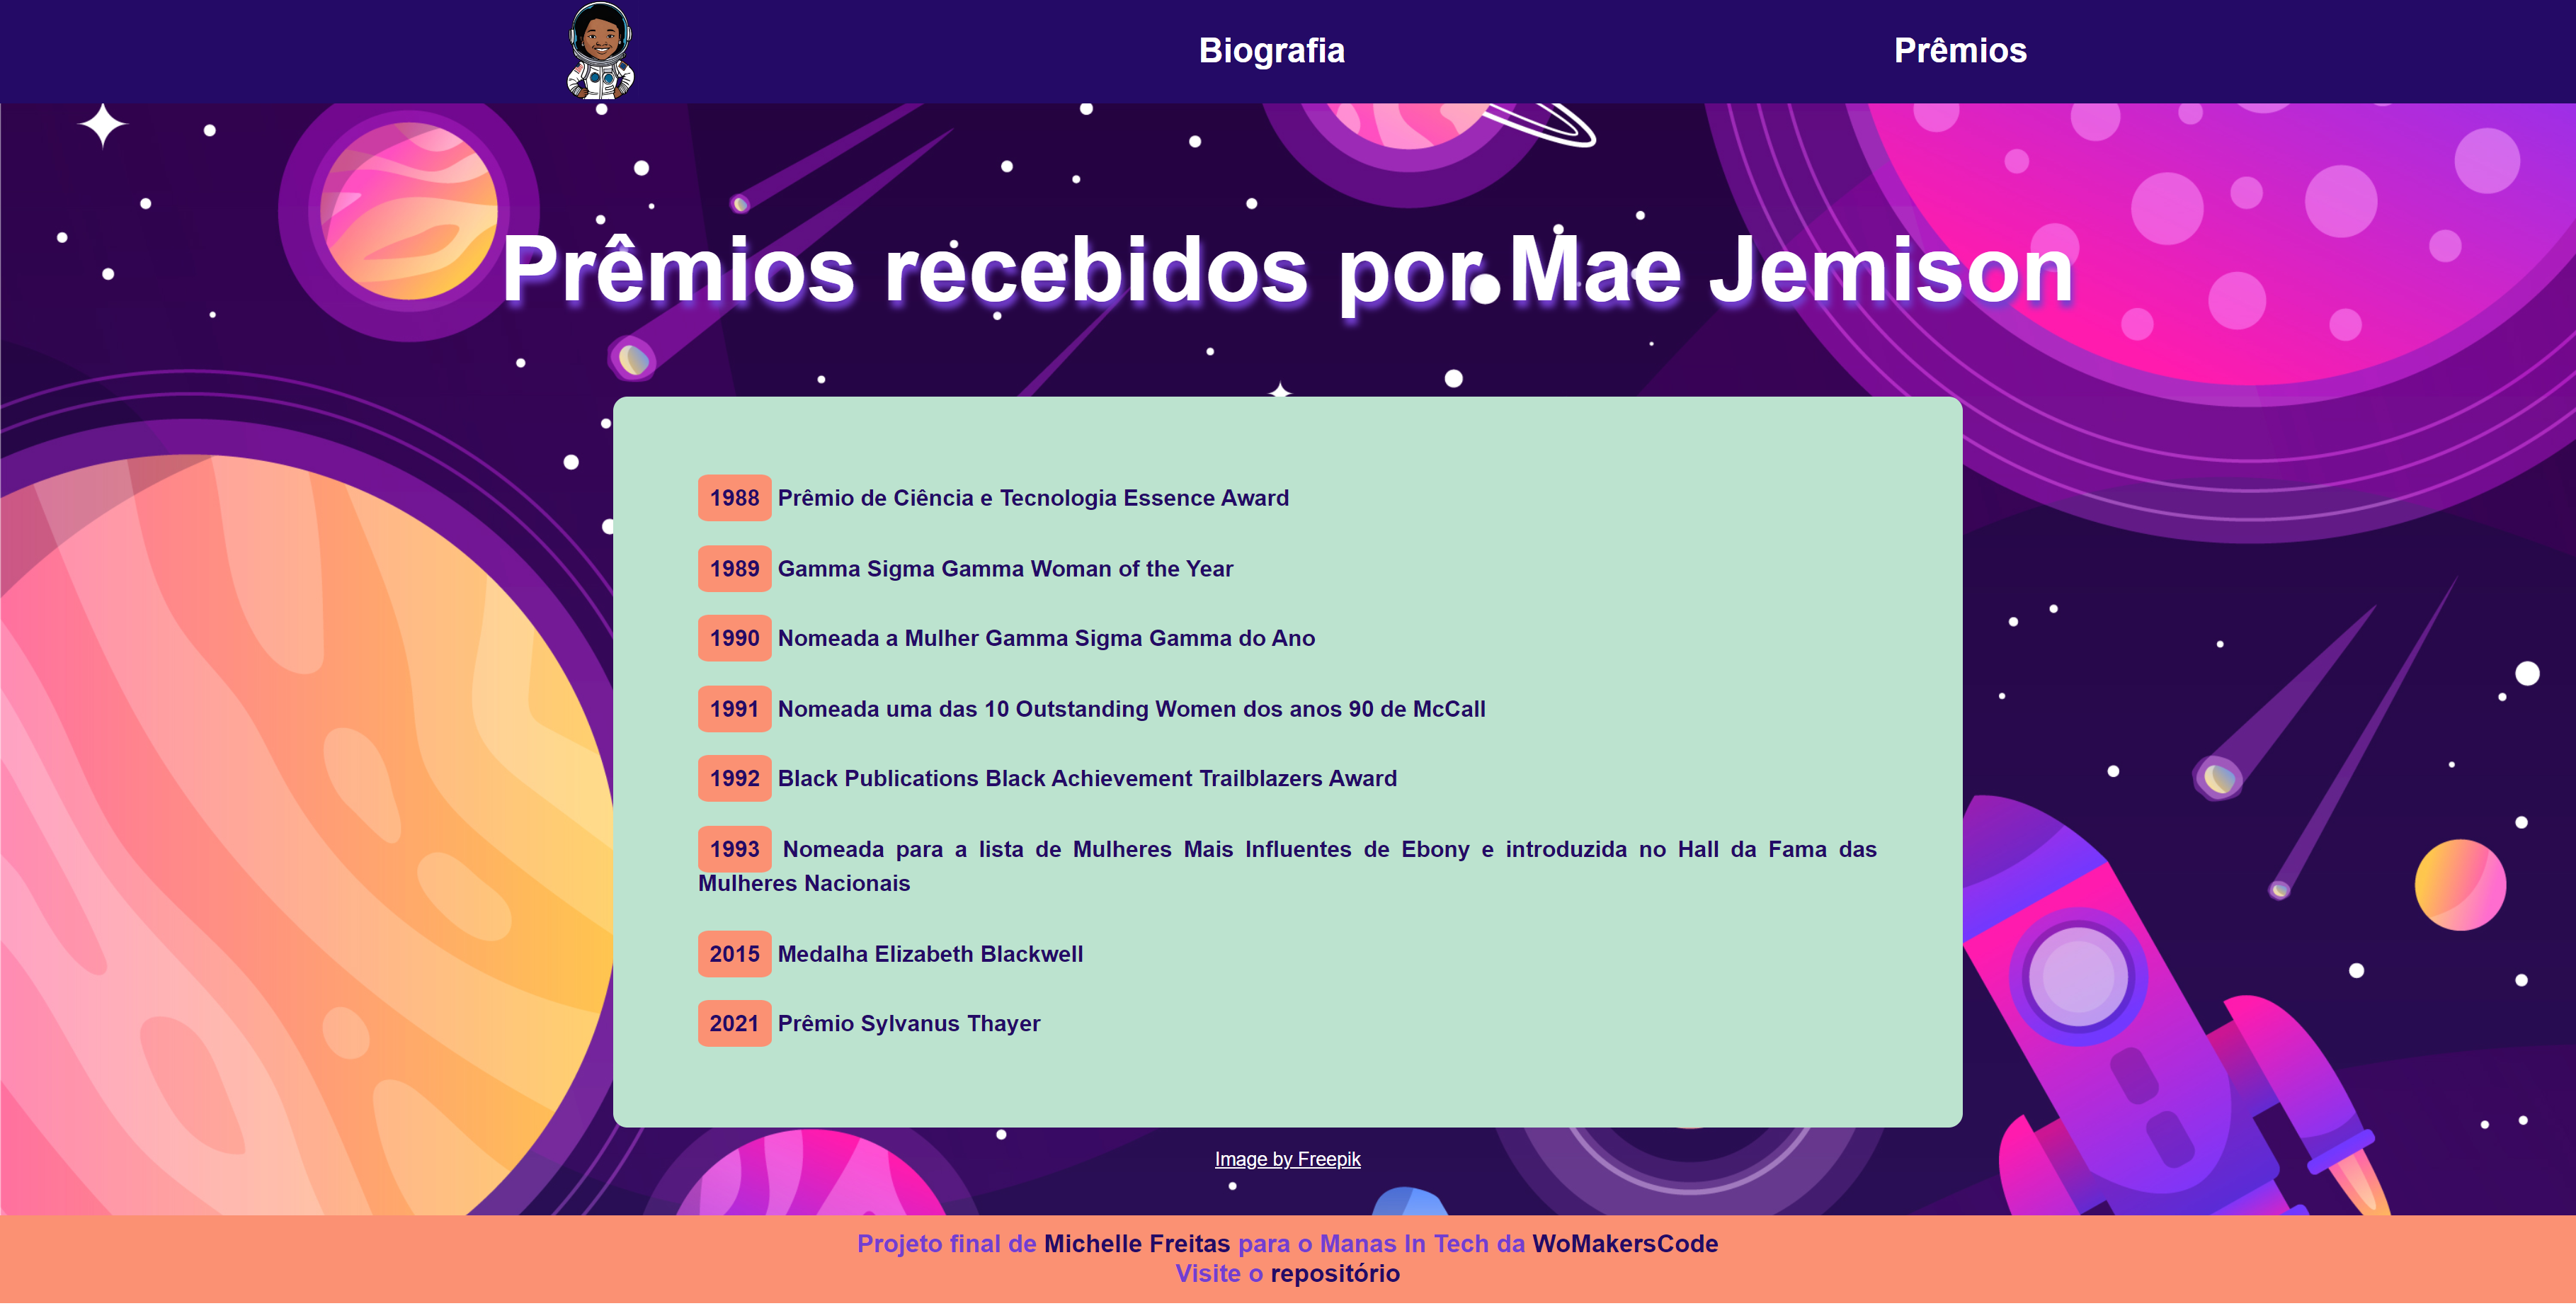 Biografia
Prêmios
Prêmios recebidos por Mae Jemison
1988 Prêmio de Ciência e Tecnologia Essence Award
1989 Gamma Sigma Gamma Woman of the Year
1990 Nomeada a Mulher Gamma Sigma Gamma do Ano
1991 Nomeada uma das 10 Outstanding Women dos anos 90 de McCall
1992 Black Publications Black Achievement Trailblazers Award
1993 Nomeada para a lista de Mulheres Mais Influentes de Ebony e introduzida no Hall da Fama das
Mulheres Nacionais
2015 Medalha Elizabeth Blackwell
2021 Prêmio Sylvanus Thayer
Image by Freepik
Projeto final de Michelle Freitas para o Manas In Tech da WoMakersCode
Visite o repositório